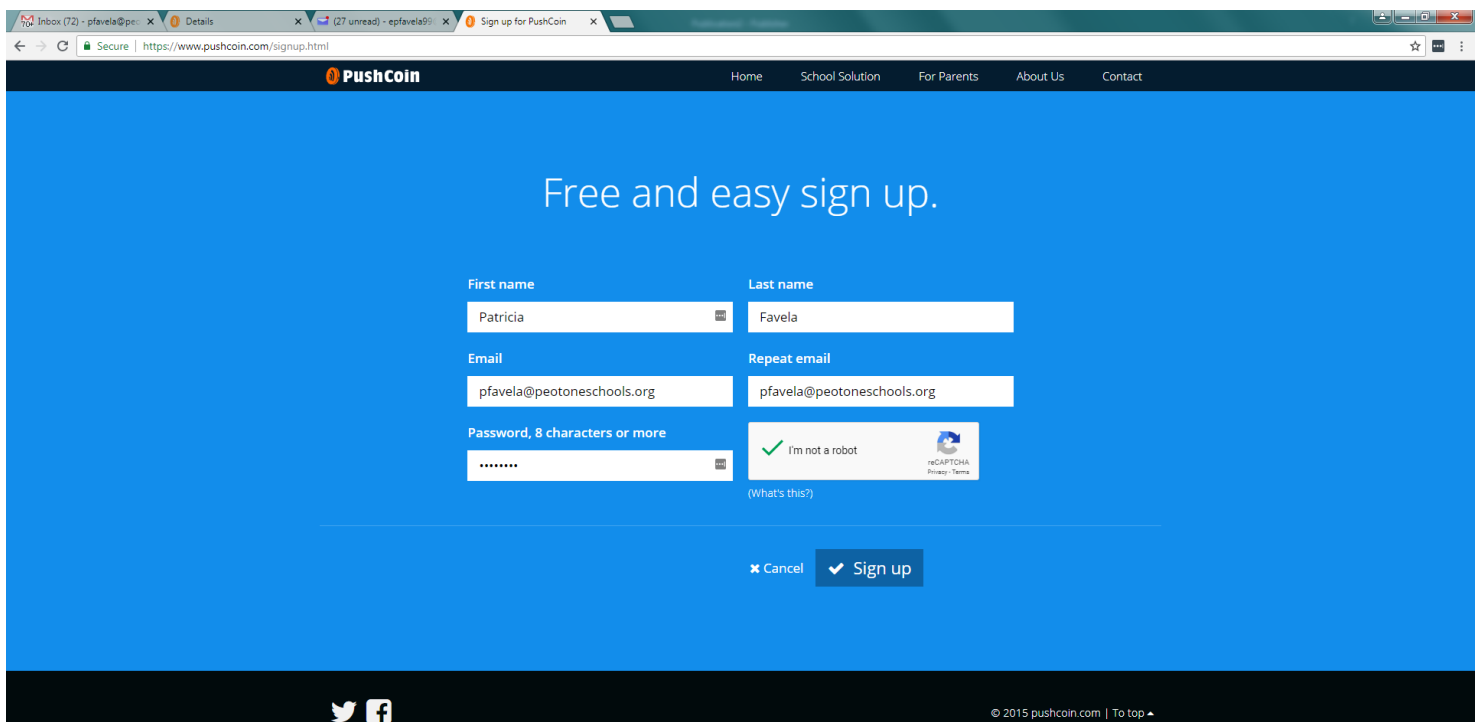 70+ Inbox (72) - pfavela@pec
Details
(27 unread) - epfavela99
Sign up for PushCoin
Secure | https://www.pushcoin.com/signup.html
PushCoin Home School Solution For Parents About Us Contact
Free and easy sign up.
First name Last name
Patricia Favela
Email Repeat email
pfavela@peotoneschools.org pfavela@peotoneschools.org
Password, 8 characters or more
••••••••
I'm not a robot
reCAPTCHA
Privacy - Terms
(What's this?)
Cancel Sign up
© 2015 pushcoin.com | To top